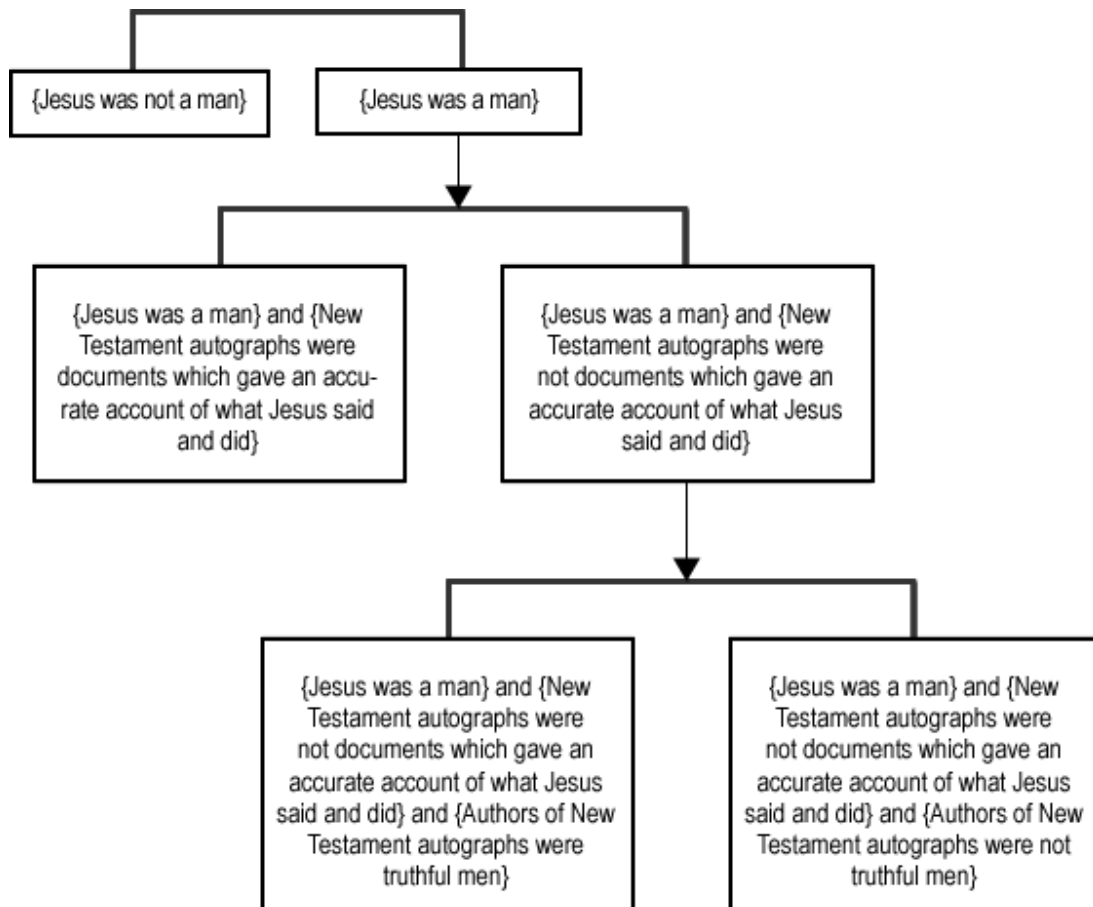 {Jesus was not a man}
{Jesus was a man}
{Jesus was a man} and {New
Testament autographs were
documents which gave an accu-
rate account of what Jesus said
and did}
{Jesus was a man} and {New
Testament autographs were
not documents which gave an
accurate account of what Jesus
said and did}
{Jesus was a man} and {New
Testament autographs were
not documents which gave an
accurate account of what Jesus
said and did} and {Authors of New
Testament autographs were
truthful men}
{Jesus was a man} and {New
Testament autographs were
not documents which gave an
accurate account of what Jesus
said and did} and {Authors of New
Testament autographs were not
truthful men}